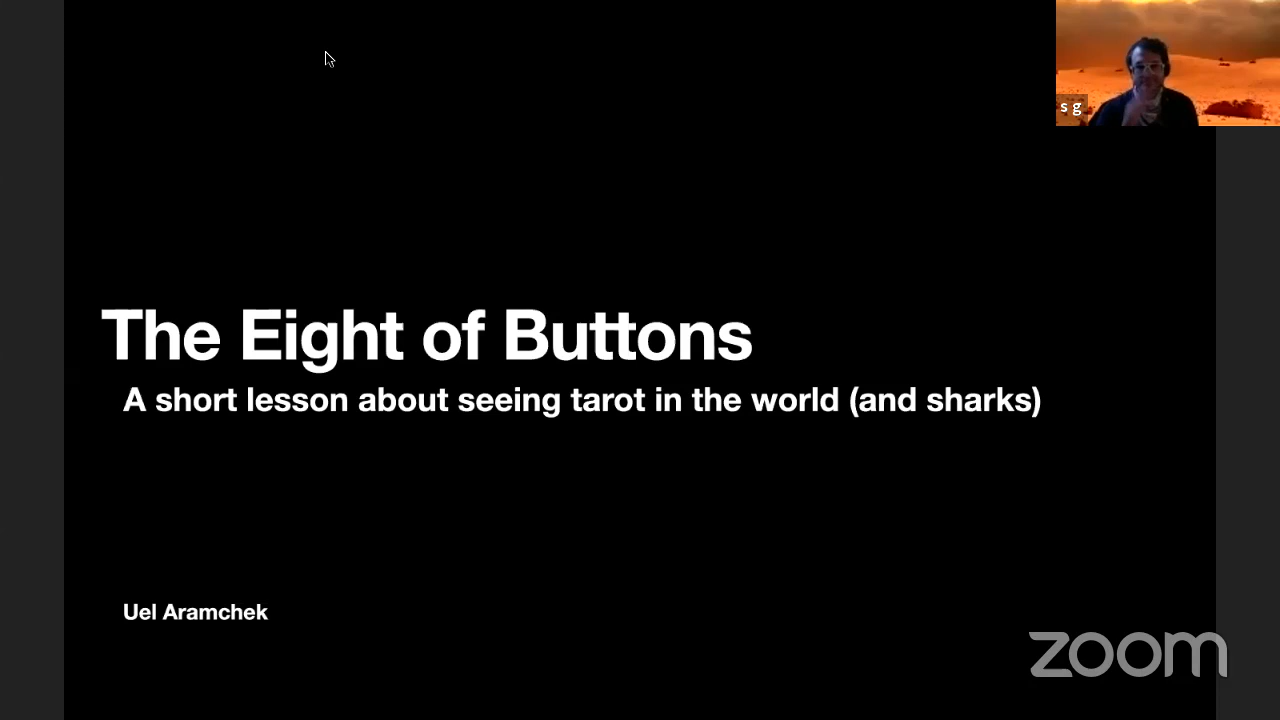 s g
The Eight of Buttons
A short lesson about seeing tarot in the world (and sharks)
Uel Aramchek
zoom